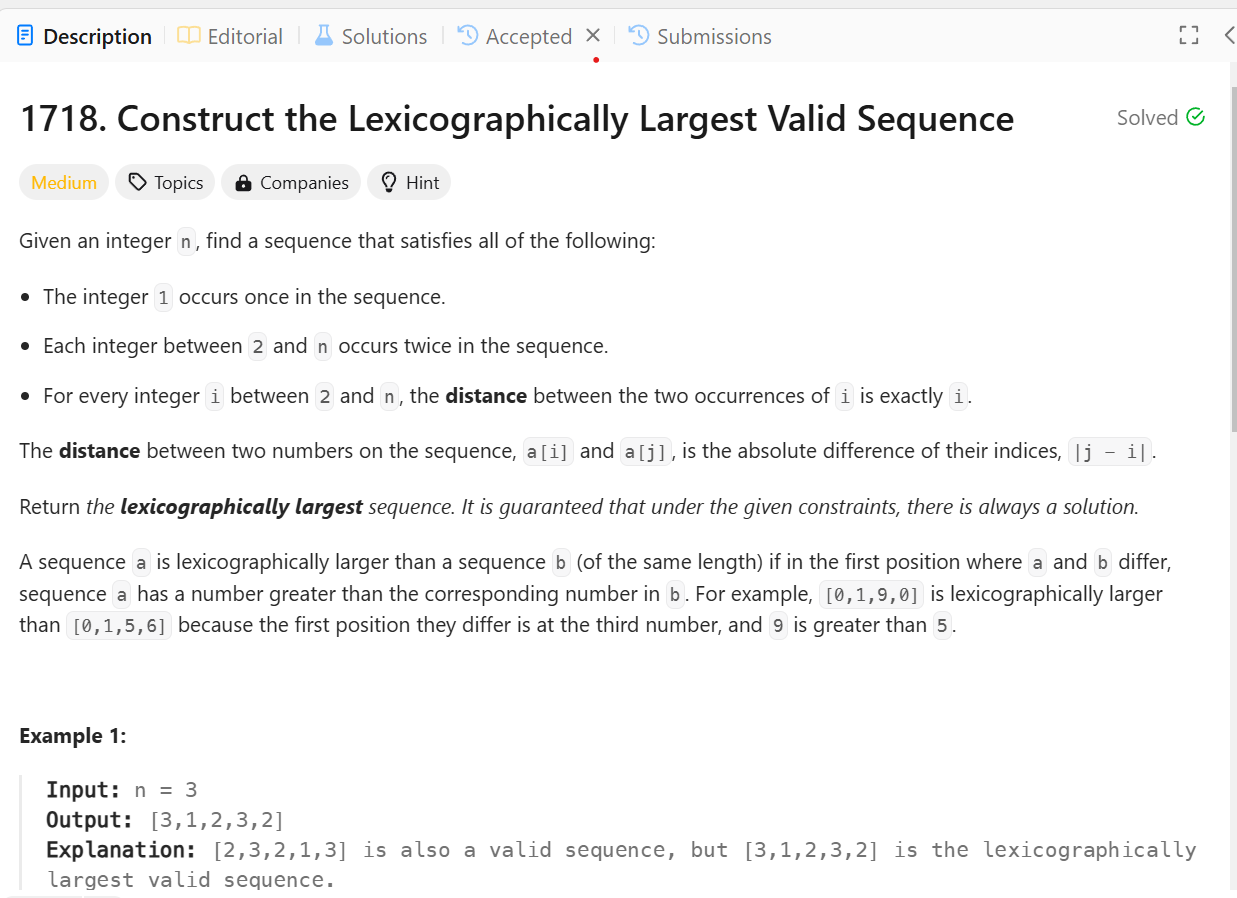 Description Editorial Solutions Accepted Submissions
1718. Construct the Lexicographically Largest Valid Sequence Solved
Medium Topics Companies Hint
Given an integer n, find a sequence that satisfies all of the following:
• The integer 1 occurs once in the sequence.
• Each integer between 2 and n occurs twice in the sequence.
• For every integer i between 2 and n, the distance between the two occurrences of i is exactly i.
The distance between two numbers on the sequence, a[i] and a[j], is the absolute difference of their indices, |j - i|.
Return the lexicographically largest sequence. It is guaranteed that under the given constraints, there is always a solution.
A sequence a is lexicographically larger than a sequence b (of the same length) if in the first position where a and b differ,
sequence a has a number greater than the corresponding number in b. For example, [0,1,9,0] is lexicographically larger
than [0,1,5,6] because the first position they differ is at the third number, and 9 is greater than 5.
Example 1:
Input: n = 3
Output: [3,1,2,3,2]
Explanation: [2,3,2,1,3] is also a valid sequence, but [3,1,2,3,2] is the lexicographically
largest valid sequence.